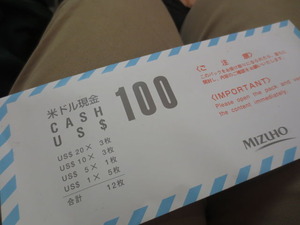 米ドル現金
CASH
US$
100
US$ 20 × 3枚
US$ 10 × 3枚
US$ 5 × 1枚
US$ 1 × 5枚
合計 12枚
〈ご注意〉
(IMPORTANT)
Please open the pack and
the content immediately.
MIZUHO